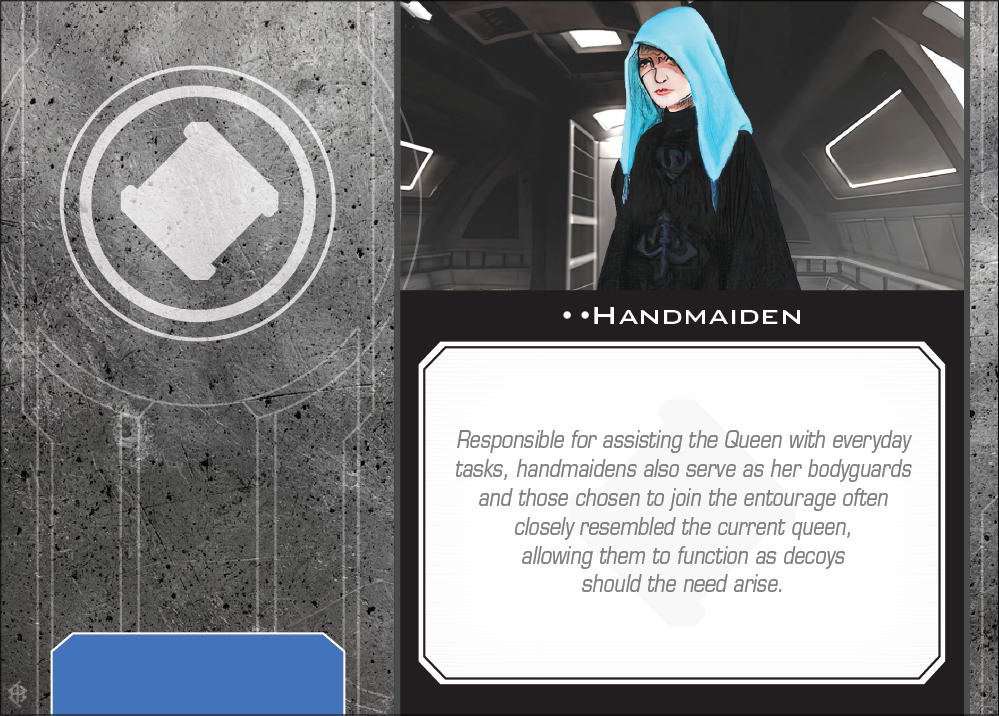 ••Handmaiden
Responsible for assisting the Queen with everyday
tasks, handmaidens also serve as her bodyguards
and those chosen to join the entourage often
closely resembled the current queen,
allowing them to function as decoys
should the need arise.